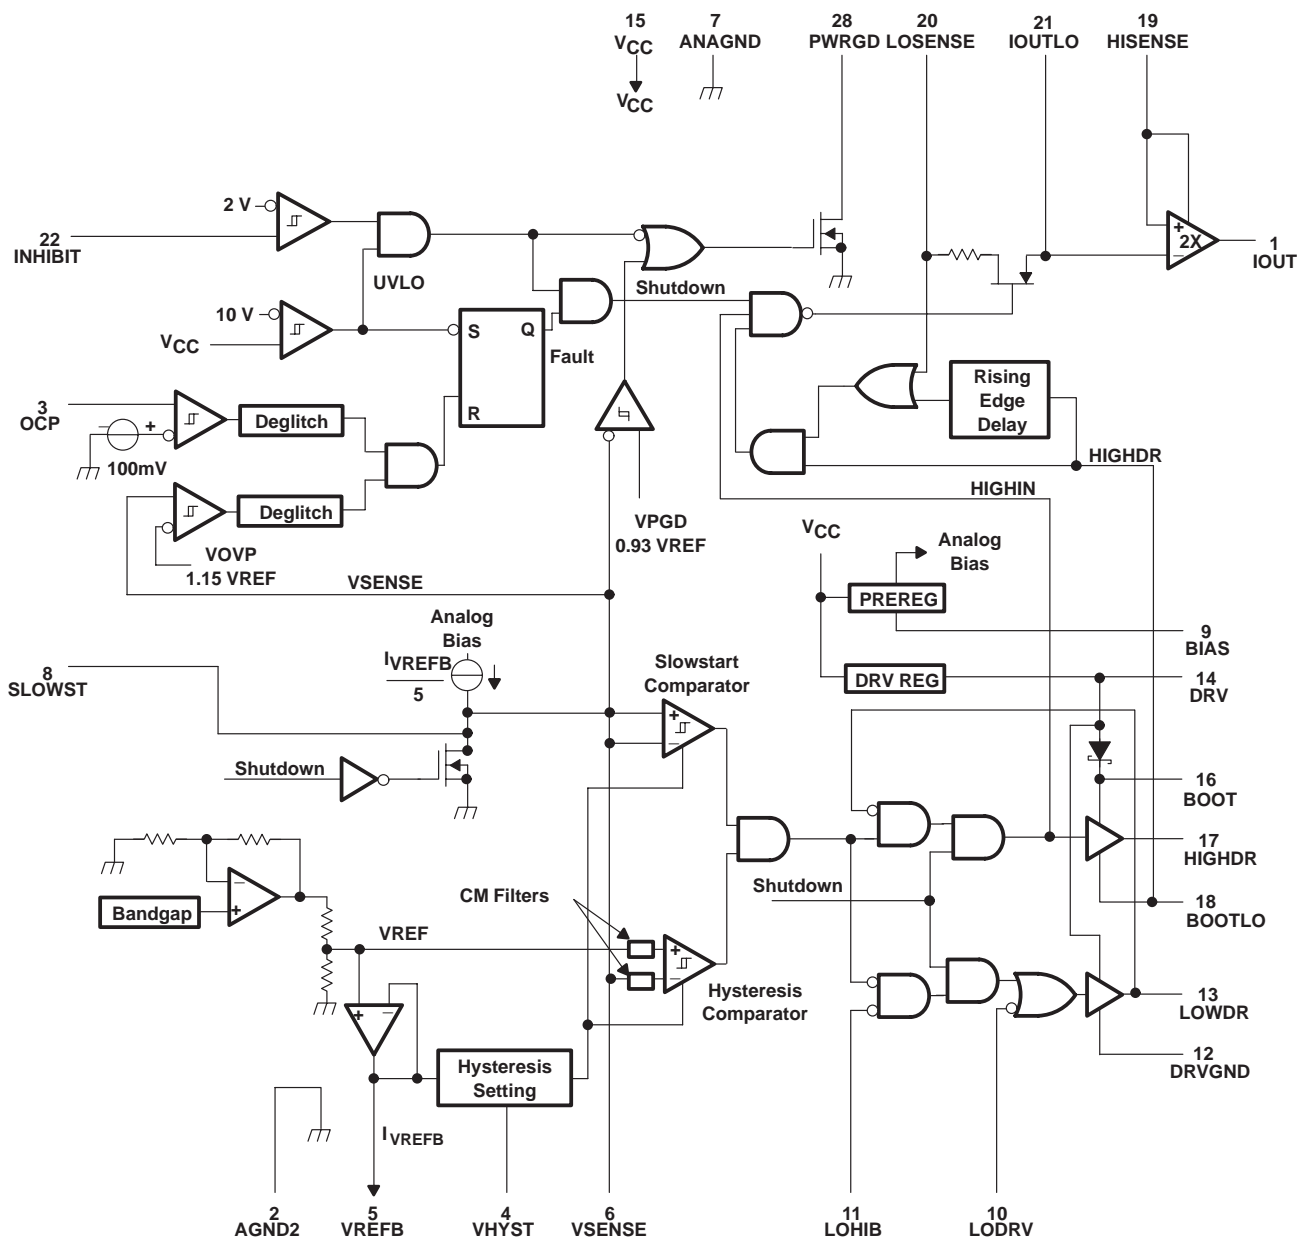 15
VCC
VCC
7
ANAGND
28
PWRGD
20
LOSENSE
21
IOUTLO
19
HISENSE
2 V
22
INHIBIT
UVLO
10 V
VCC
S
Q
R
Fault
Shutdown
+
2X
−
1
IOUT
3
OCP
−
+
100mV
Deglitch
Deglitch
VOVP
1.15 VREF
VPGD
0.93 VREF
Rising
Edge
Delay
HIGHDR
HIGHIN
VCC
Analog
Bias
PREREG
9
BIAS
DRV REG
14
DRV
VSENSE
Analog
Bias
IVREFB
5
8
SLOWST
Slowstart
Comparator
+
−
Shutdown
16
BOOT
17
HIGHDR
18
BOOTLO
Shutdown
−
+
Bandgap
CM Filters
VREF
+
−
Hysteresis
Comparator
+
−
Hysteresis
Setting
IVREFB
13
LOWDR
12
DRVGND
2
AGND2
5
VREFB
4
VHYST
6
VSENSE
11
LOHIB
10
LODRV